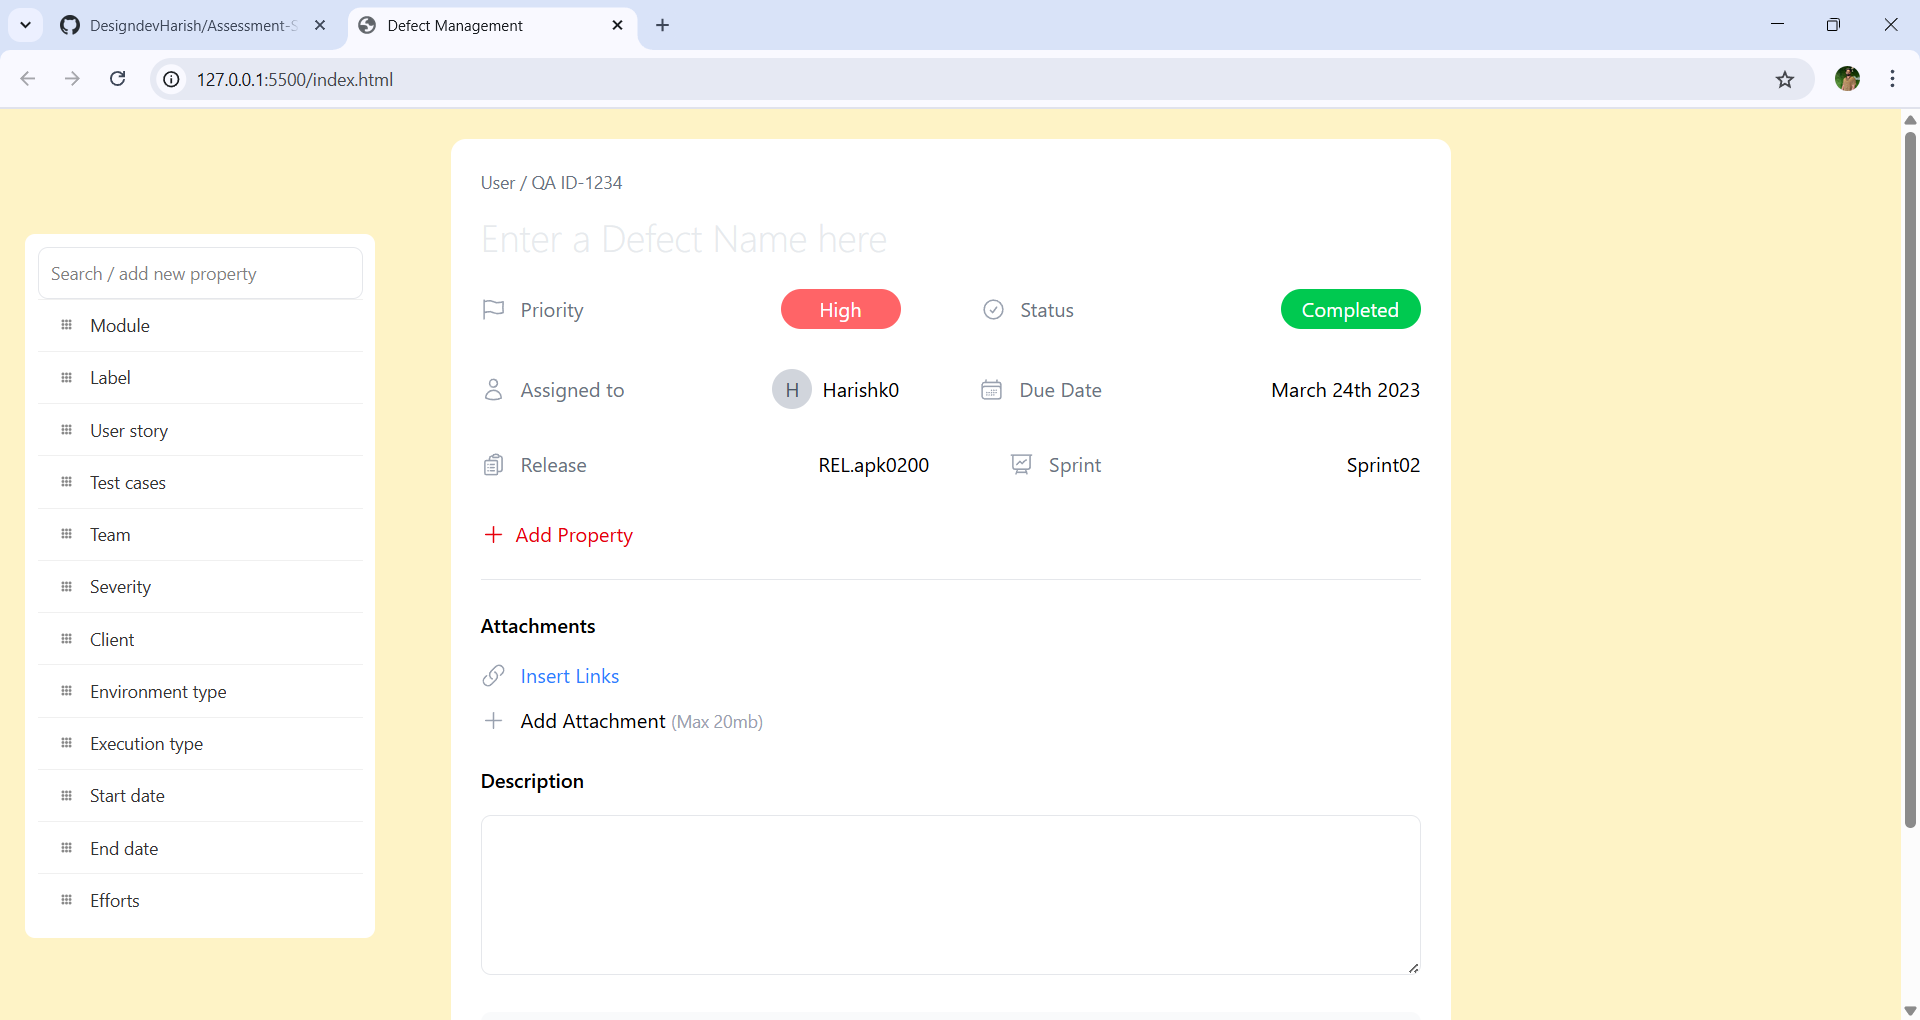 DesigndevHarish/Assessment-S
Defect Management
127.0.0.1:5500/index.html
User / QA ID-1234
Enter a Defect Name here
Search / add new property
Module
Label
User story
Test cases
Team
Severity
Client
Environment type
Execution type
Start date
End date
Efforts
Priority High Status Completed
Assigned to H Harishk0 Due Date March 24th 2023
Release REL.apk0200 Sprint Sprint02
Add Property
Attachments
Insert Links
Add Attachment (Max 20mb)
Description